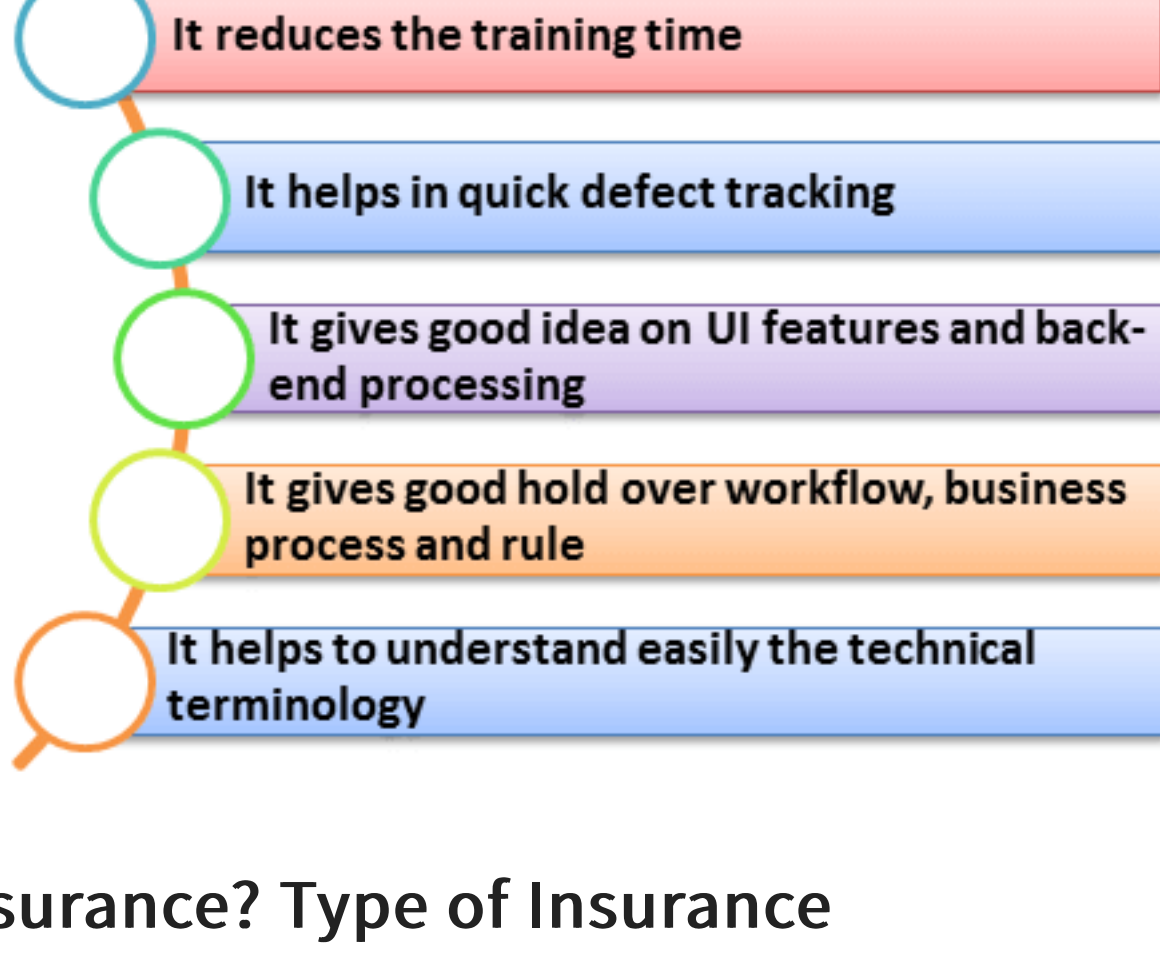 It reduces the training time
It helps in quick defect tracking
It gives good idea on UI features and back-
end processing
It gives good hold over workflow, business
process and rule
It helps to understand easily the technical
terminology
surance? Type of Insurance